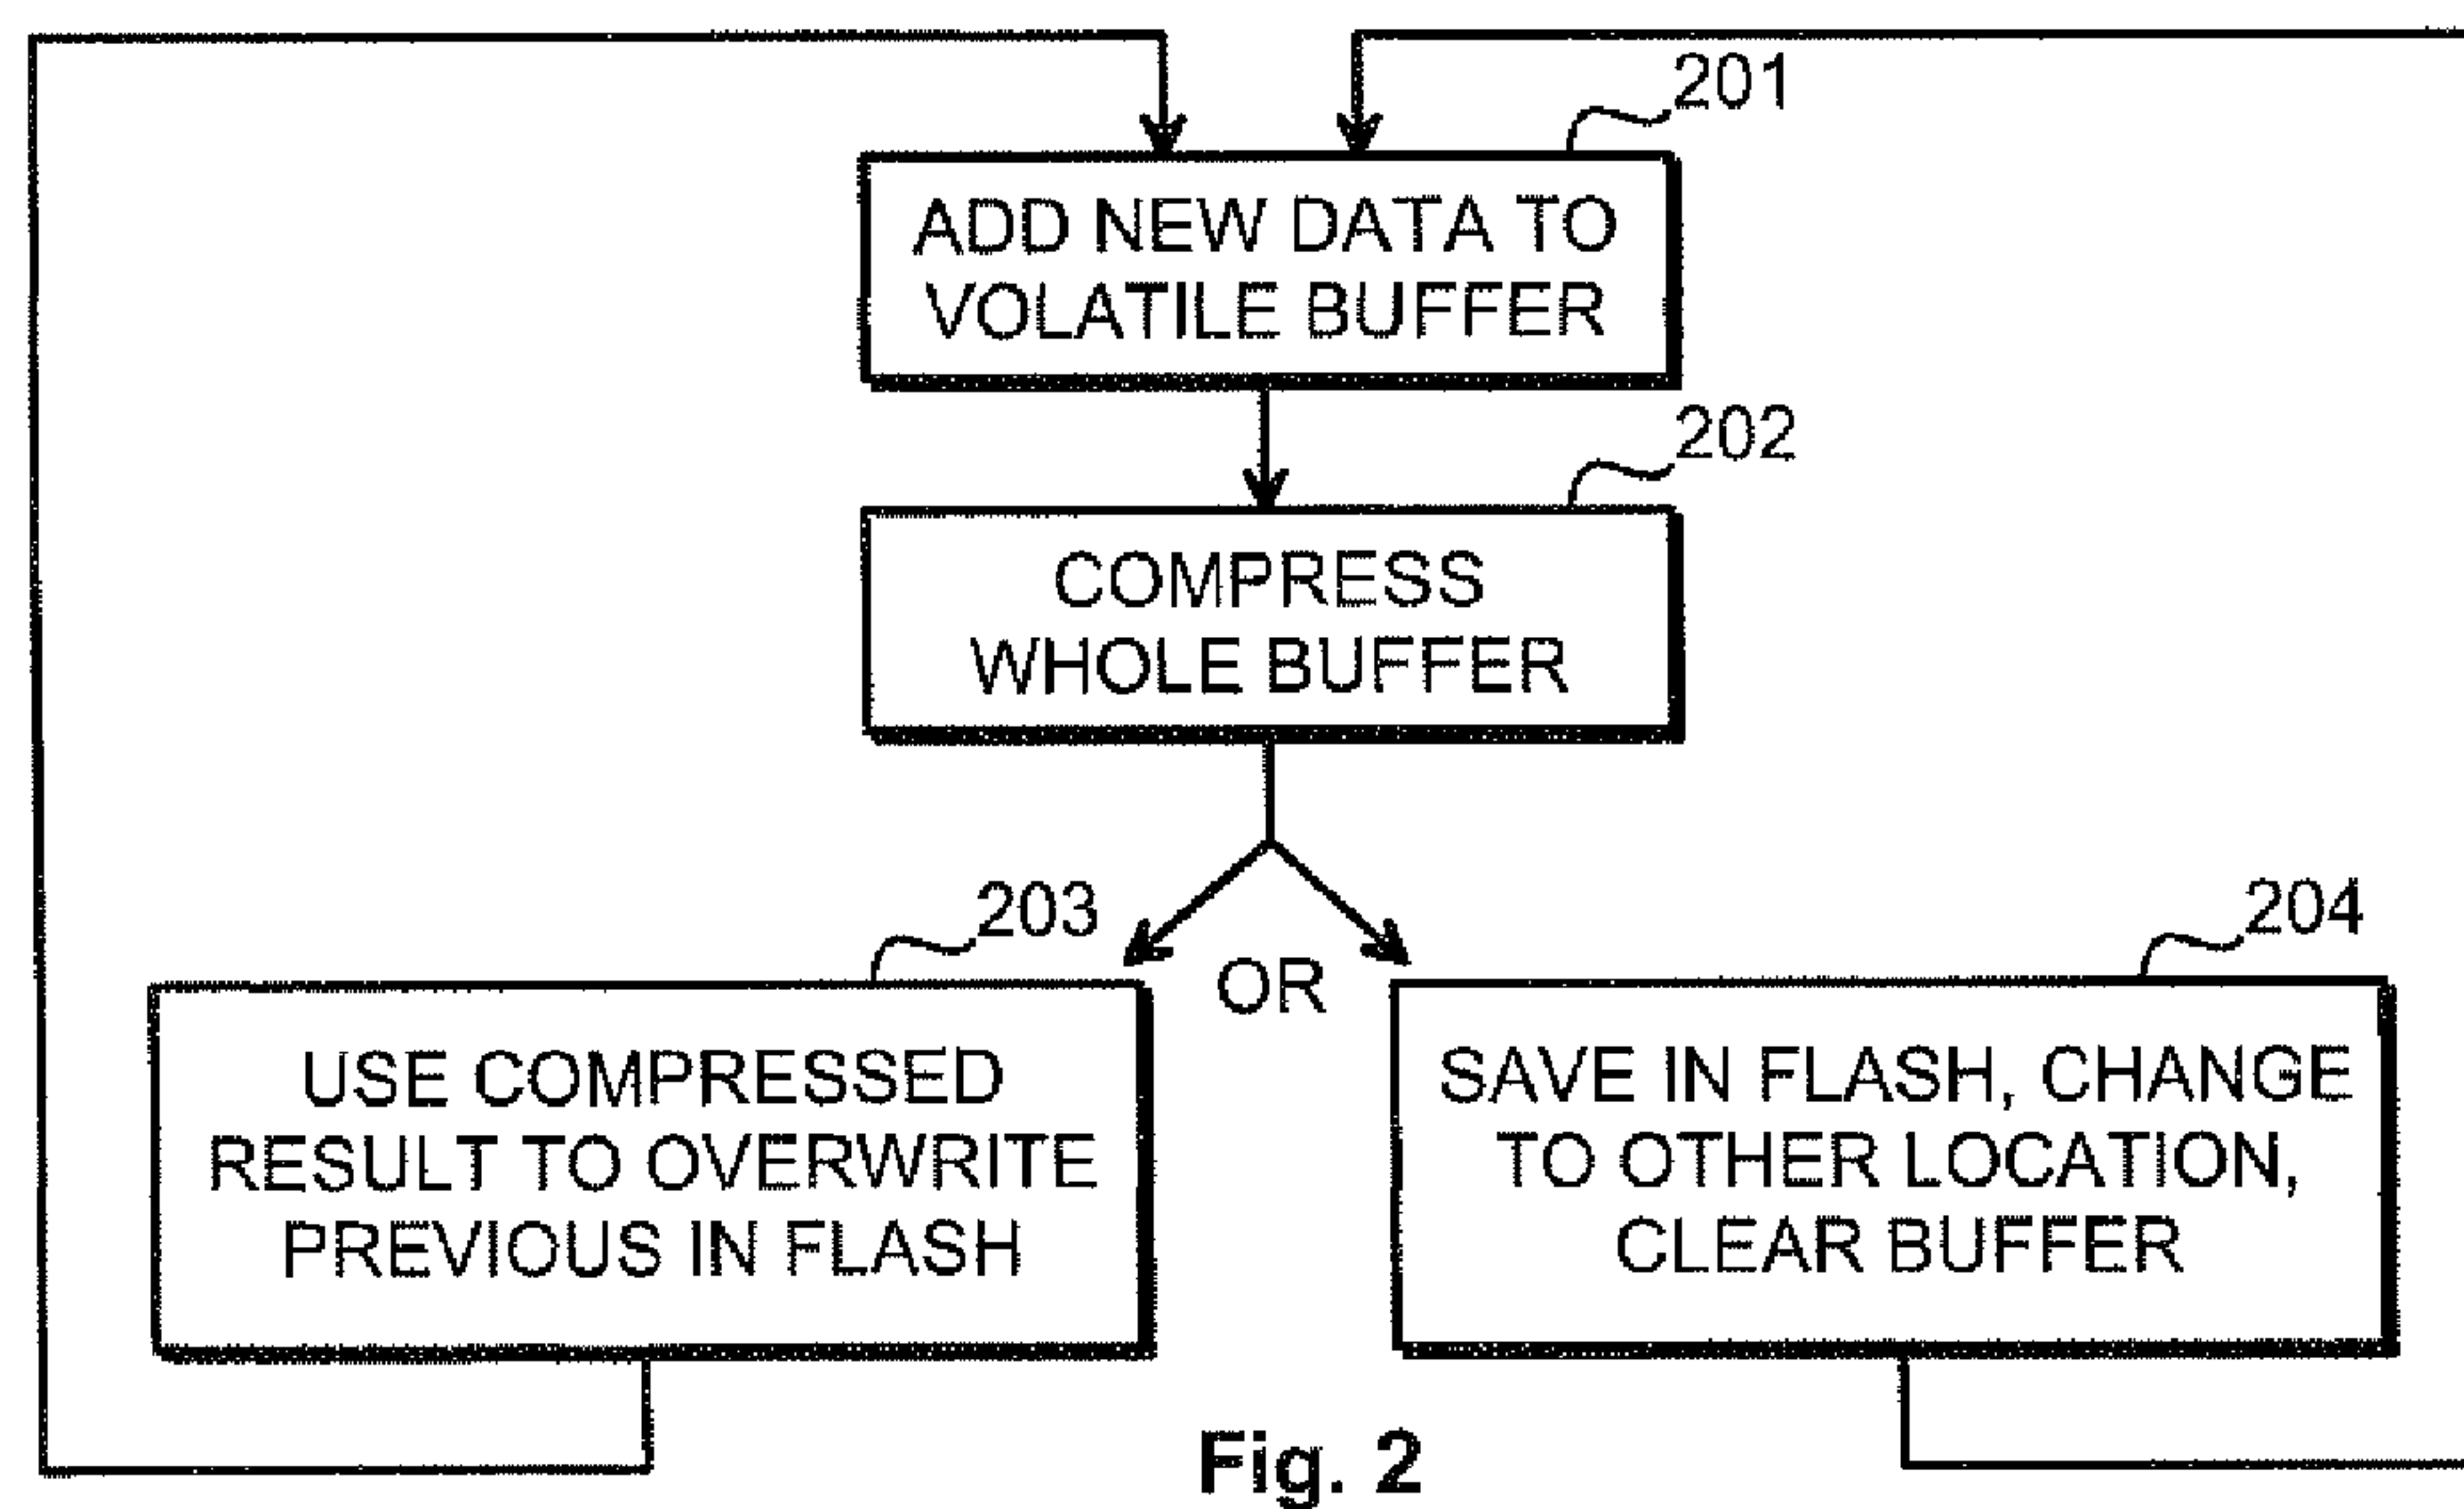 201
ADD NEW DATA TO
VOLATILE BUFFER
202
COMPRESS
WHOLE BUFFER
203
USE COMPRESSED
RESULT TO OVERWRITE
PREVIOUS IN FLASH
OR
204
SAVE IN FLASH, CHANGE
TO OTHER LOCATION,
CLEAR BUFFER
Fig. 2